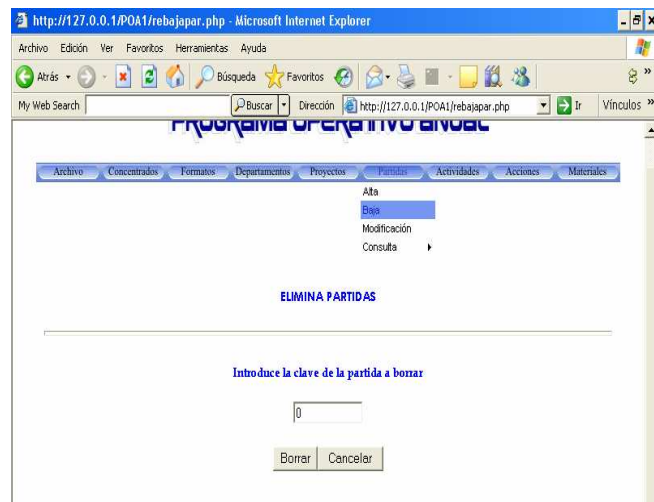 http://127.0.0.1/POA1/rebajapar.php - Microsoft Internet Explorer
Archivo Edición Ver Favoritos Herramientas Ayuda
Atrás Búsqueda Favoritos
My Web Search Buscar Dirección http://127.0.0.1/POA1/rebajapar.php Ir Vínculos »
PROGRAMA OPERATIVO ANUAL
Archivo Concentrados Formatos Departamentos Proyectos Partidas Actividades Acciones Materiales
Alta
Baja
Modificación
Consulta
ELIMINA PARTIDAS
Introduce la clave de la partida a borrar
0
Borrar Cancelar